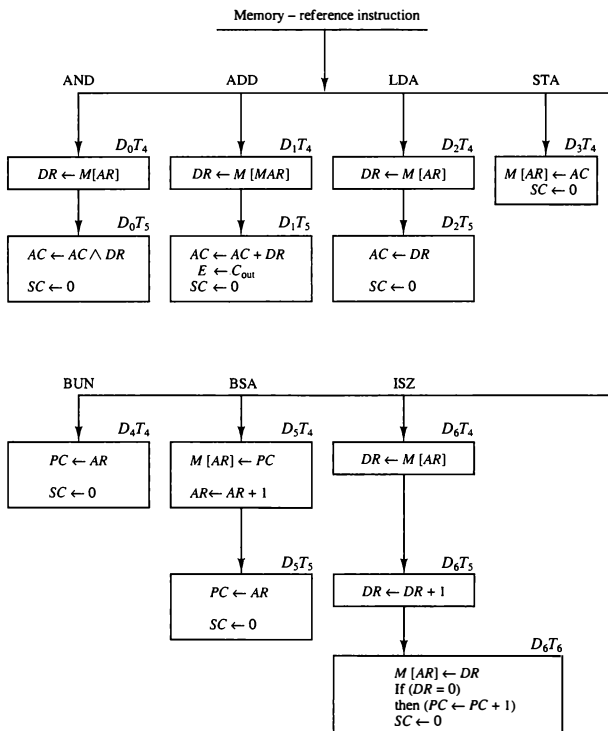 Memory – reference instruction
AND
ADD
LDA
STA
D₀T₄
D₁T₄
D₂T₄
D₃T₄
DR ← M[AR]
DR ← M [MAR]
DR ← M [AR]
M [AR] ← AC
SC ← 0
D₀T₅
D₁T₅
D₂T₅
AC ← AC ∧ DR
SC ← 0
AC ← AC + DR
E ← Cout
SC ← 0
AC ← DR
SC ← 0
BUN
BSA
ISZ
D₄T₄
D₅T₄
D₆T₄
PC ← AR
SC ← 0
M [AR] ← PC
AR ← AR + 1
DR ← M [AR]
D₅T₅
D₆T₅
PC ← AR
SC ← 0
DR ← DR + 1
D₆T₆
M [AR] ← DR
If (DR = 0)
then (PC ← PC + 1)
SC ← 0